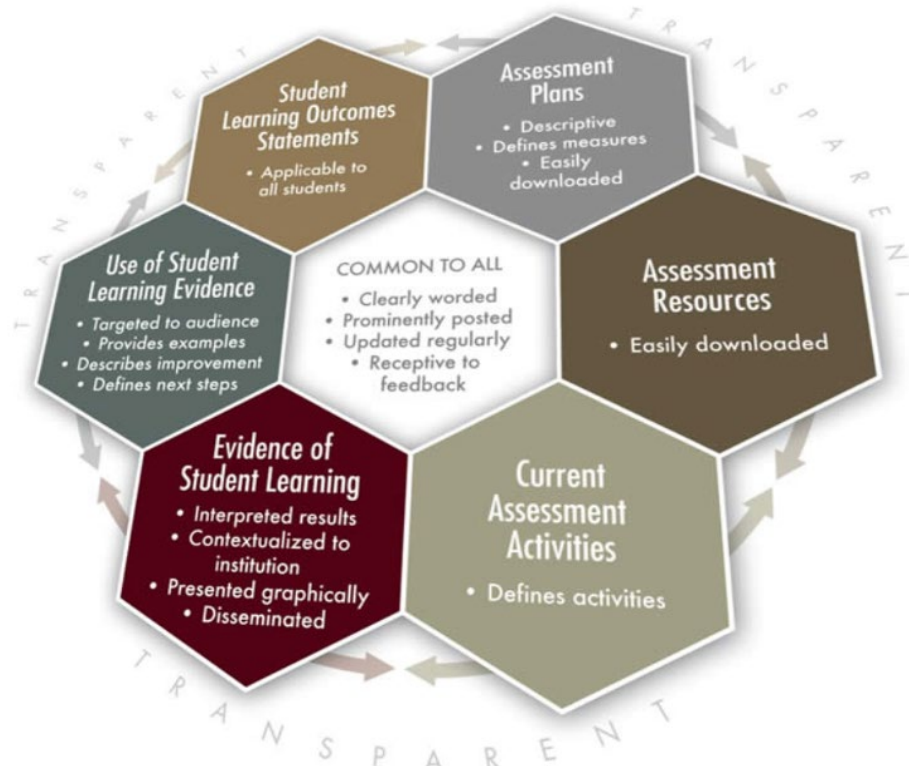 TRANSPARENT
TRANSPARENT
Student
Learning Outcomes
Statements
• Applicable to
all students
Assessment
Plans
• Descriptive
• Defines measures
• Easily
downloaded
Use of Student
Learning Evidence
• Targeted to audience
• Provides examples
• Describes improvement
• Defines next steps
COMMON TO ALL
• Clearly worded
• Prominently posted
• Updated regularly
• Receptive to
feedback
Assessment
Resources
• Easily downloaded
Evidence of
Student Learning
• Interpreted results
• Contextualized to
institution
• Presented graphically
• Disseminated
Current
Assessment
Activities
• Defines activities
TRANSPARENT